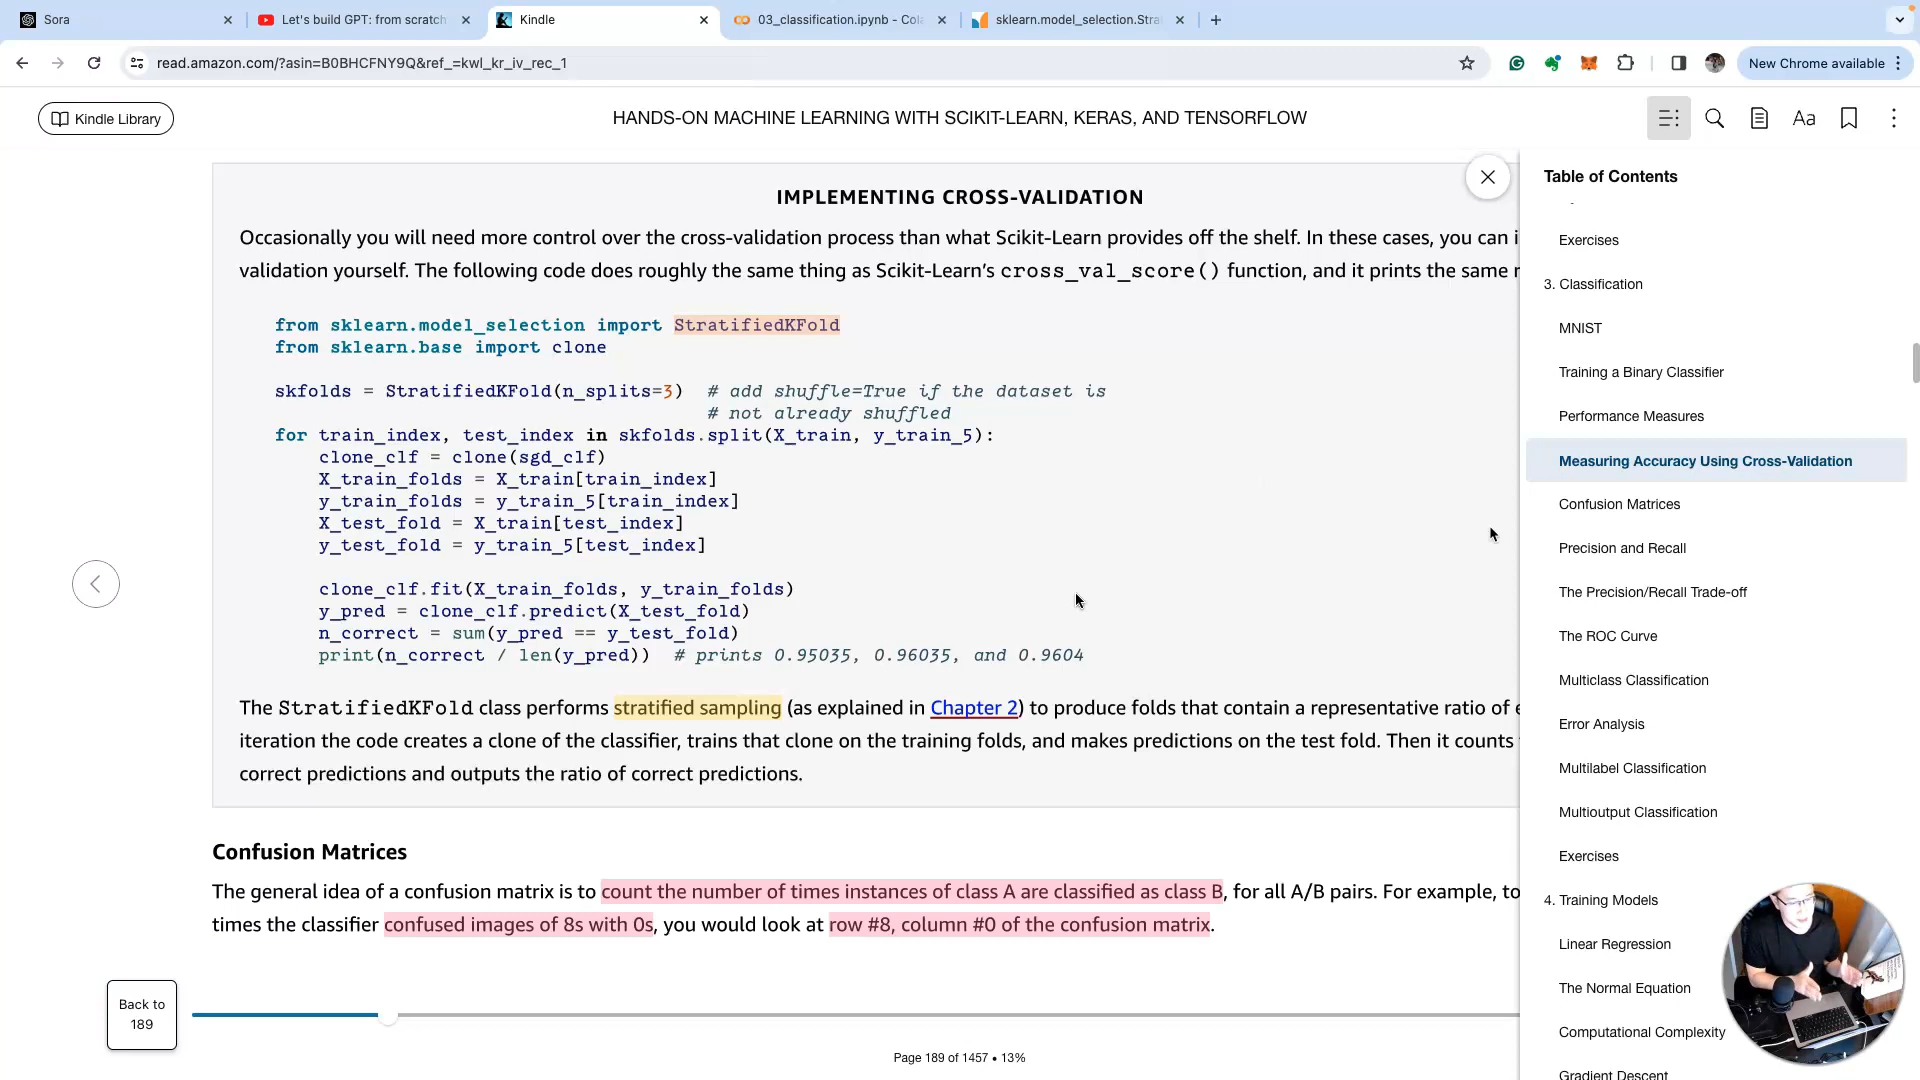 Sora
Let's build GPT: from scratch
Kindle
03_classification.ipynb - Cola
sklearn.model_selection.Stra
read.amazon.com/?asin=B0BHCFNY9Q&ref_=kwl_kr_iv_rec_1
New Chrome available
Kindle Library
HANDS-ON MACHINE LEARNING WITH SCIKIT-LEARN, KERAS, AND TENSORFLOW
Aa
IMPLEMENTING CROSS-VALIDATION
Occasionally you will need more control over the cross-validation process than what Scikit-Learn provides off the shelf. In these cases, you can i
validation yourself. The following code does roughly the same thing as Scikit-Learn's cross_val_score() function, and it prints the same
from sklearn.model_selection import StratifiedKFold
from sklearn.base import clone
skfolds = StratifiedKFold(n_splits=3)  # add shuffle=True if the dataset is
# not already shuffled
for train_index, test_index in skfolds.split(X_train, y_train_5):
clone_clf = clone(sgd_clf)
X_train_folds = X_train[train_index]
y_train_folds = y_train_5[train_index]
X_test_fold = X_train[test_index]
y_test_fold = y_train_5[test_index]
clone_clf.fit(X_train_folds, y_train_folds)
y_pred = clone_clf.predict(X_test_fold)
n_correct = sum(y_pred == y_test_fold)
print(n_correct / len(y_pred))  # prints 0.95035, 0.96035, and 0.9604
The StratifiedKFold class performs stratified sampling (as explained in Chapter 2) to produce folds that contain a representative ratio of
iteration the code creates a clone of the classifier, trains that clone on the training folds, and makes predictions on the test fold. Then it counts
correct predictions and outputs the ratio of correct predictions.
Confusion Matrices
The general idea of a confusion matrix is to count the number of times instances of class A are classified as class B, for all A/B pairs. For example, to
times the classifier confused images of 8s with 0s, you would look at row #8, column #0 of the confusion matrix.
Back to
189
Page 189 of 1457 • 13%
Table of Contents
Exercises
3. Classification
MNIST
Training a Binary Classifier
Performance Measures
Measuring Accuracy Using Cross-Validation
Confusion Matrices
Precision and Recall
The Precision/Recall Trade-off
The ROC Curve
Multiclass Classification
Error Analysis
Multilabel Classification
Multioutput Classification
Exercises
4. Training Models
Linear Regression
The Normal Equation
Computational Complexity
Gradient Descent